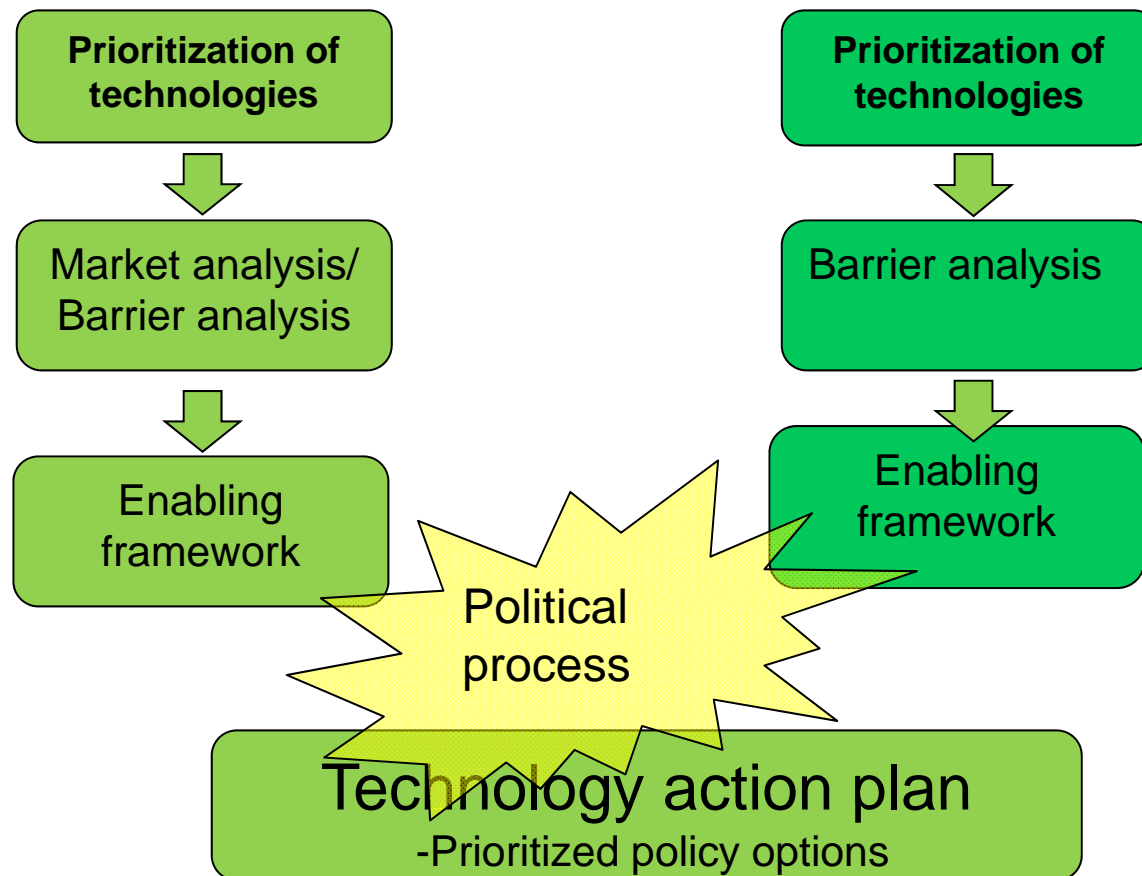 Prioritization of
technologies
Prioritization of
technologies
Market analysis/
Barrier analysis
Barrier analysis
Enabling
framework
Enabling
framework
Political
process
Technology action plan
-Prioritized policy options